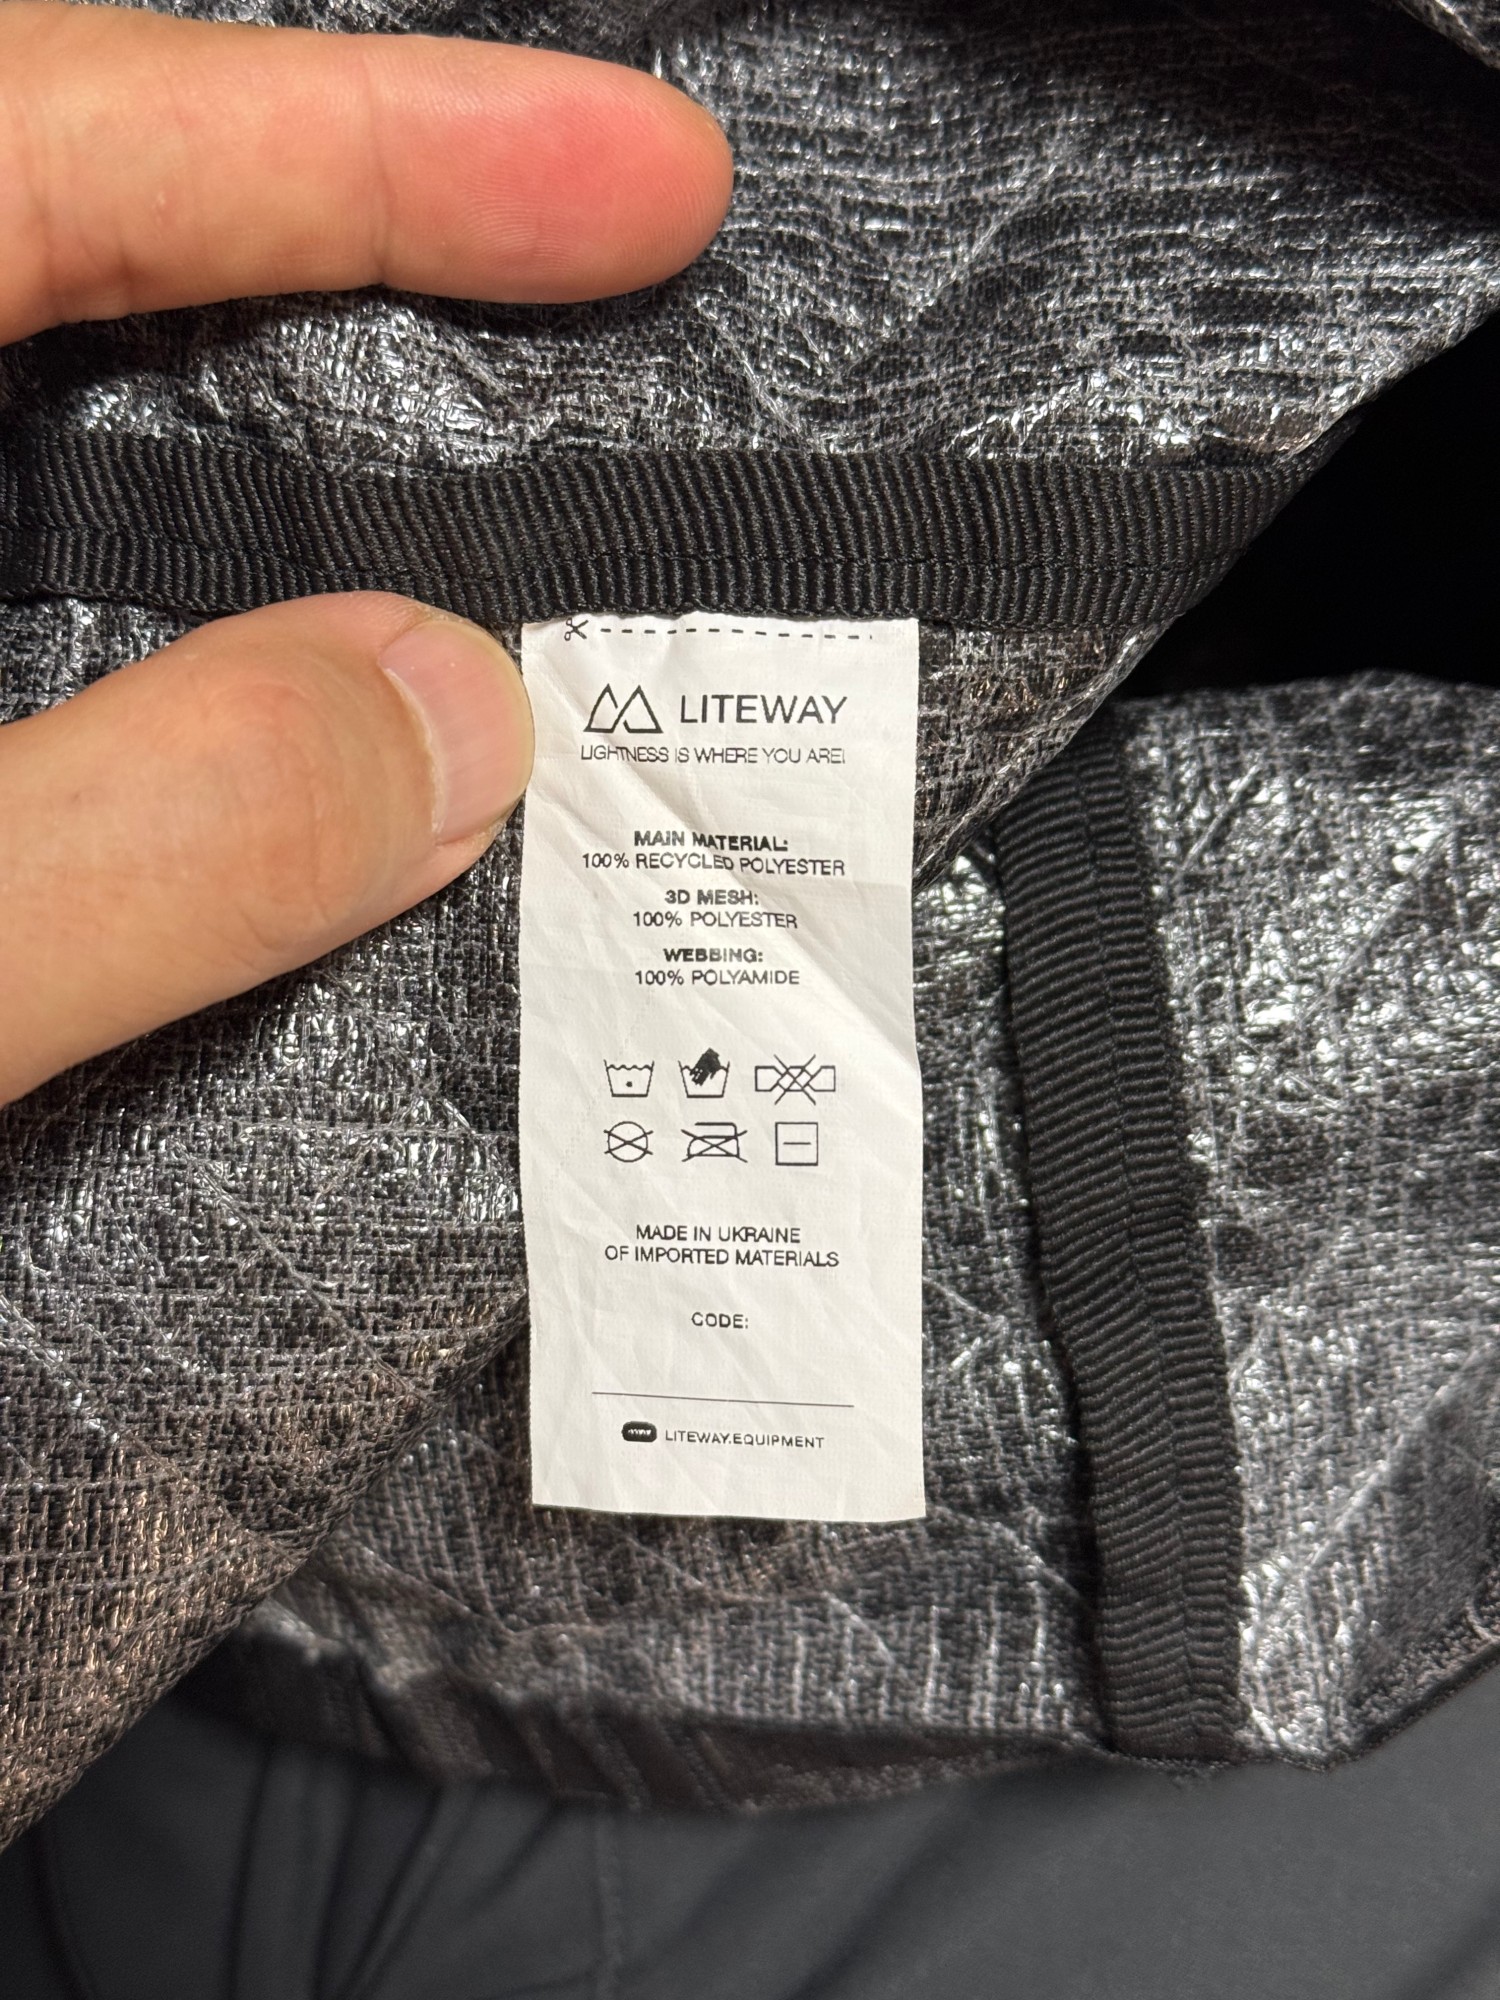 LITEWAY
LIGHTNESS IS WHERE YOU ARE!
MAIN MATERIAL:
100% RECYCLED POLYESTER
3D MESH:
100% POLYESTER
WEBBING:
100% POLYAMIDE
MADE IN UKRAINE
OF IMPORTED MATERIALS
CODE:
LITEWAY.EQUIPMENT